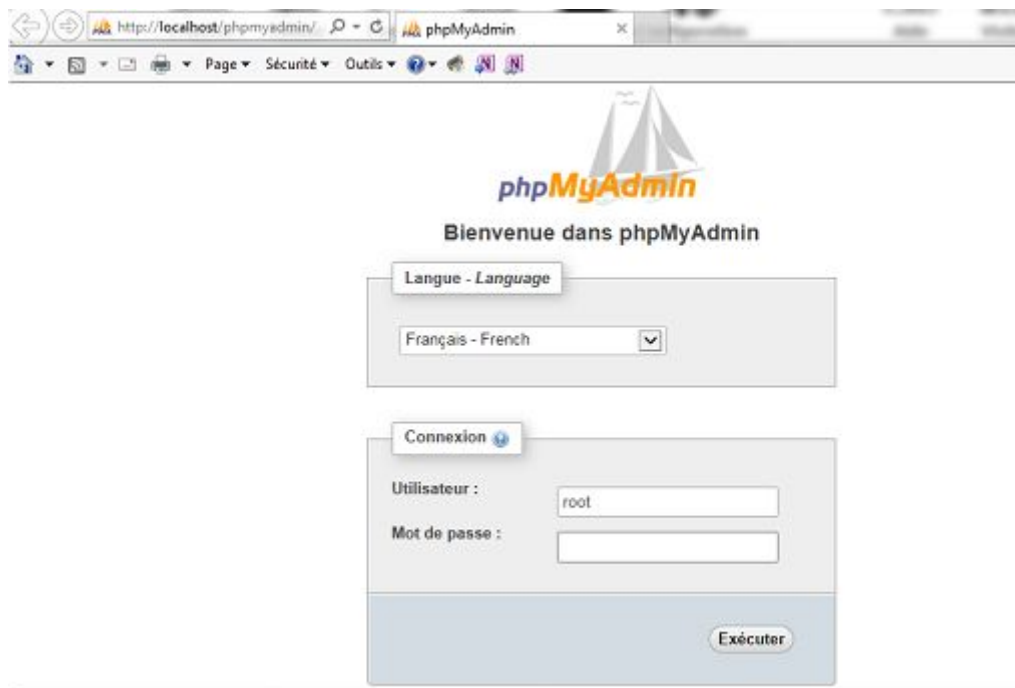 http://localhost/phpmyadmin/
phpMyAdmin
Page Sécurité Outils
phpMyAdmin
Bienvenue dans phpMyAdmin
Langue - Language
Français - French
Connexion
Utilisateur :
root
Mot de passe :
Exécuter